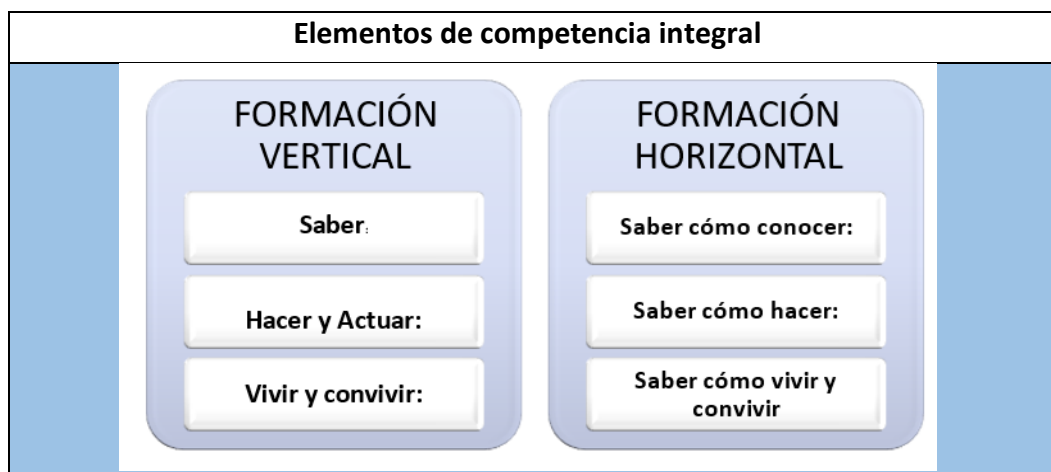 Elementos de competencia integral
FORMACIÓN
VERTICAL
Saber:
Hacer y Actuar:
Vivir y convivir:
FORMACIÓN
HORIZONTAL
Saber cómo conocer:
Saber cómo hacer:
Saber cómo vivir y
convivir